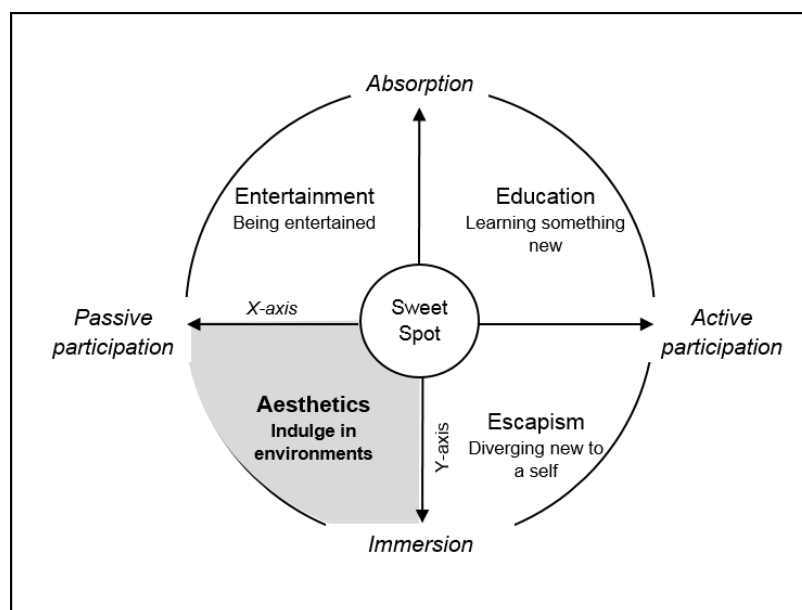 Absorption
Entertainment
Being entertained
Education
Learning something
new
X-axis
Passive
participation
Sweet
Spot
Active
participation
Aesthetics
Indulge in
environments
Y-axis
Escapism
Diverging new to
a self
Immersion